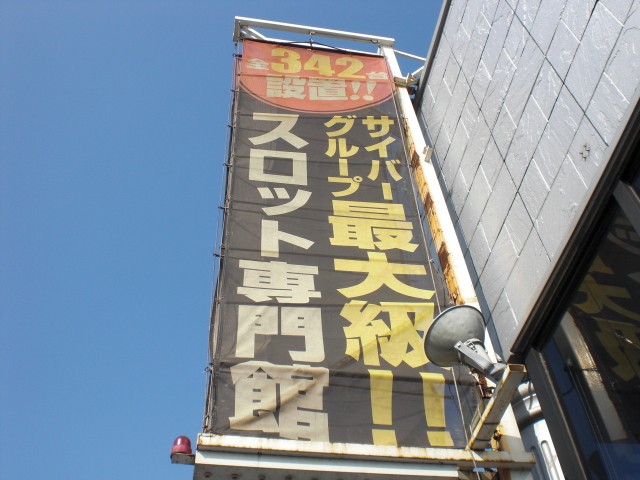 全342台
設置!!
サイバー
グループ
最大級!!
スロット専門館